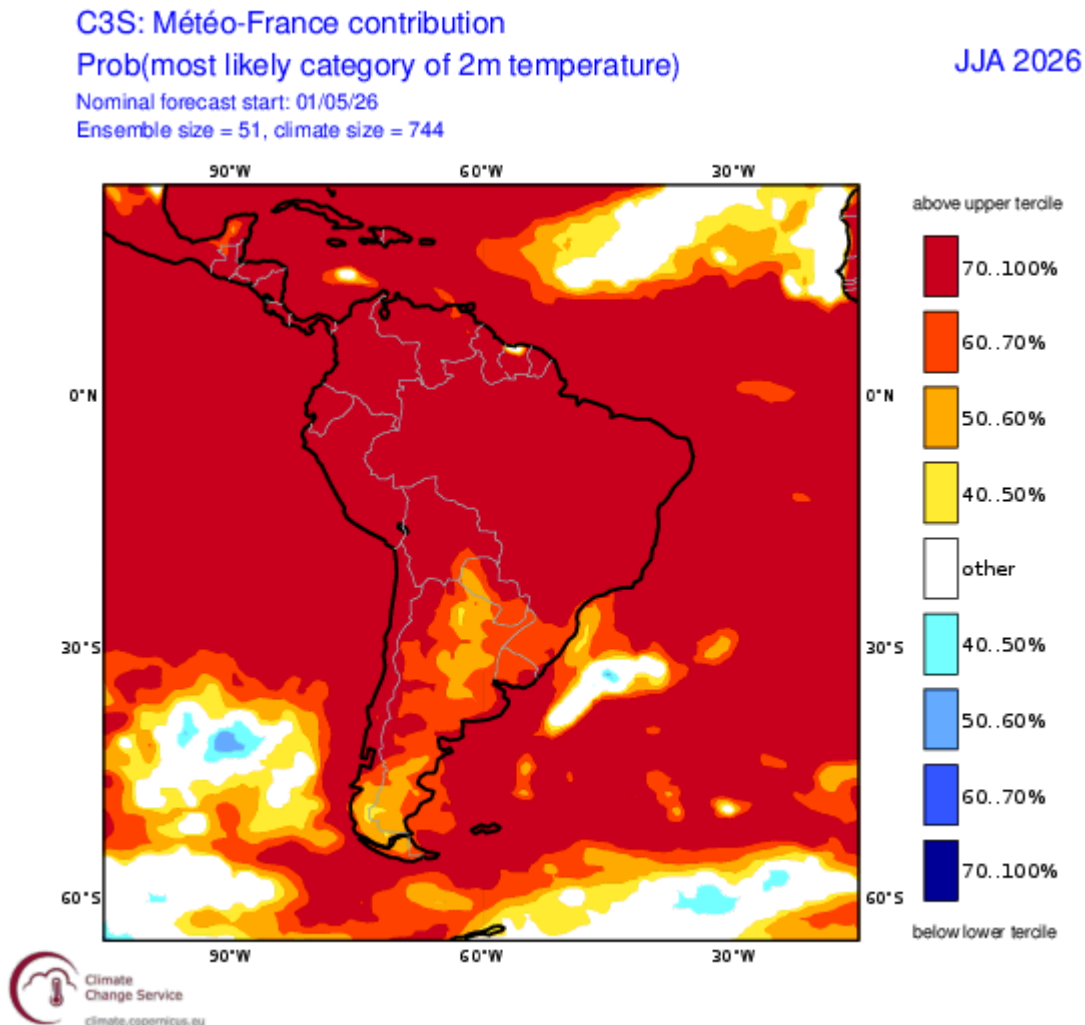 C3S: Météo-France contribution
Prob(most likely category of 2m temperature)
JJA 2026
Nominal forecast start: 01/05/26
Ensemble size = 51, climate size = 744
90°W 60°W 30°W
above upper tercile
70..100%
60..70%
50..60%
0°N 0°N
40..50%
other
30°S 30°S
40..50%
50..60%
60..70%
70..100%
60°S 60°S
below lower tercile
90°W 60°W 30°W
Climate
Change Service
climate.copernicus.eu